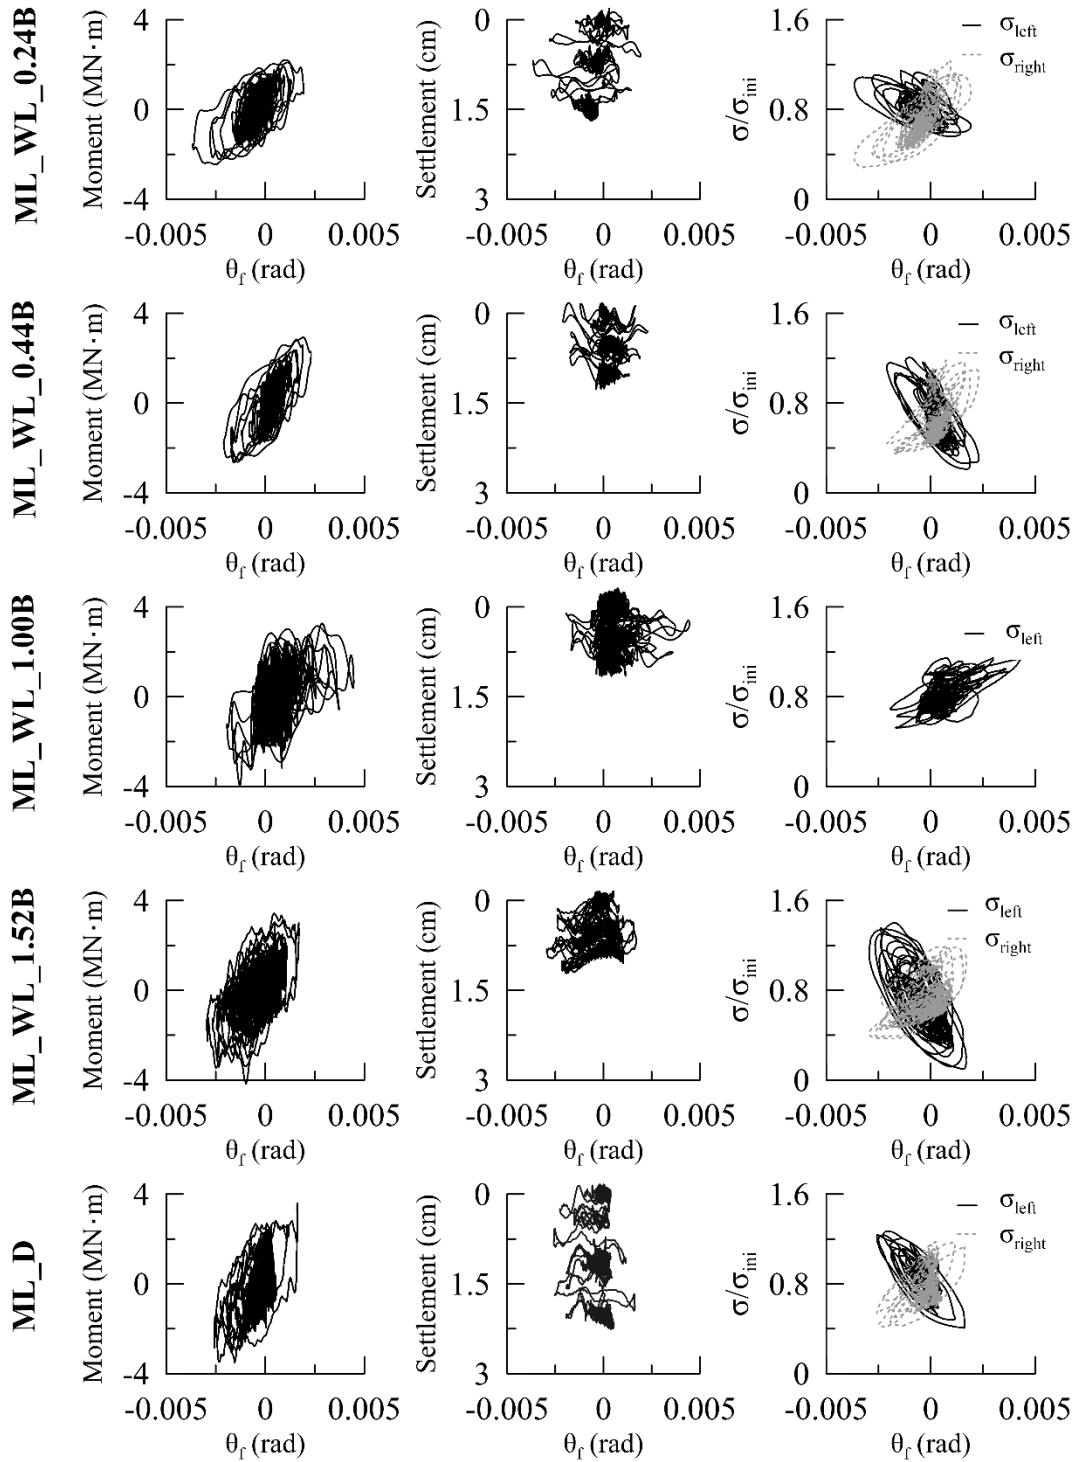 ML_WL_0.24B
Moment (MN·m)
4
0
-4
-0.005 0 0.005
θf (rad)
Settlement (cm)
0
1.5
3
-0.005 0 0.005
θf (rad)
σ/σini
1.6
0.8
0
-0.005 0 0.005
θf (rad)
σleft
σright
ML_WL_0.44B
Moment (MN·m)
4
0
-4
-0.005 0 0.005
θf (rad)
Settlement (cm)
0
1.5
3
-0.005 0 0.005
θf (rad)
σ/σini
1.6
0.8
0
-0.005 0 0.005
θf (rad)
σleft
σright
ML_WL_1.00B
Moment (MN·m)
4
0
-4
-0.005 0 0.005
θf (rad)
Settlement (cm)
0
1.5
3
-0.005 0 0.005
θf (rad)
σ/σini
1.6
0.8
0
-0.005 0 0.005
θf (rad)
σleft
ML_WL_1.52B
Moment (MN·m)
4
0
-4
-0.005 0 0.005
θf (rad)
Settlement (cm)
0
1.5
3
-0.005 0 0.005
θf (rad)
σ/σini
1.6
0.8
0
-0.005 0 0.005
θf (rad)
σleft
σright
ML_D
Moment (MN·m)
4
0
-4
-0.005 0 0.005
θf (rad)
Settlement (cm)
0
1.5
3
-0.005 0 0.005
θf (rad)
σ/σini
1.6
0.8
0
-0.005 0 0.005
θf (rad)
σleft
σright